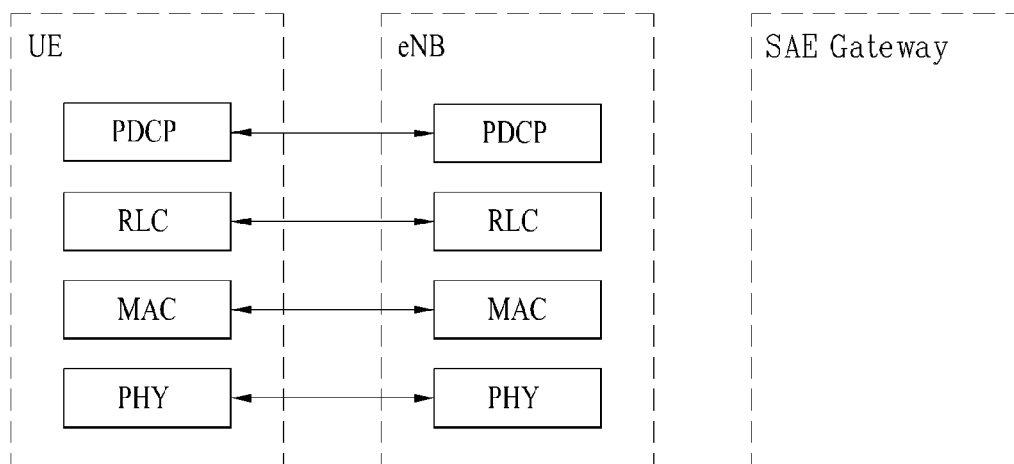 UE
eNB
SAE Gateway
PDCP
PDCP
RLC
RLC
MAC
MAC
PHY
PHY